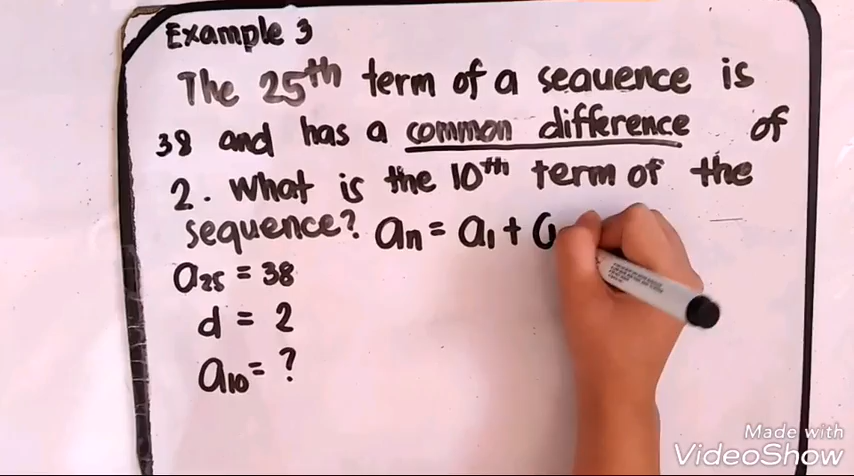 Example 3
The 25th term of a seauence is
38 and has a common difference of
2. What is the 10th term of the
sequence? an = a1 + (
a25 = 38
d = 2
a10 = ?
Made with
VideoShow